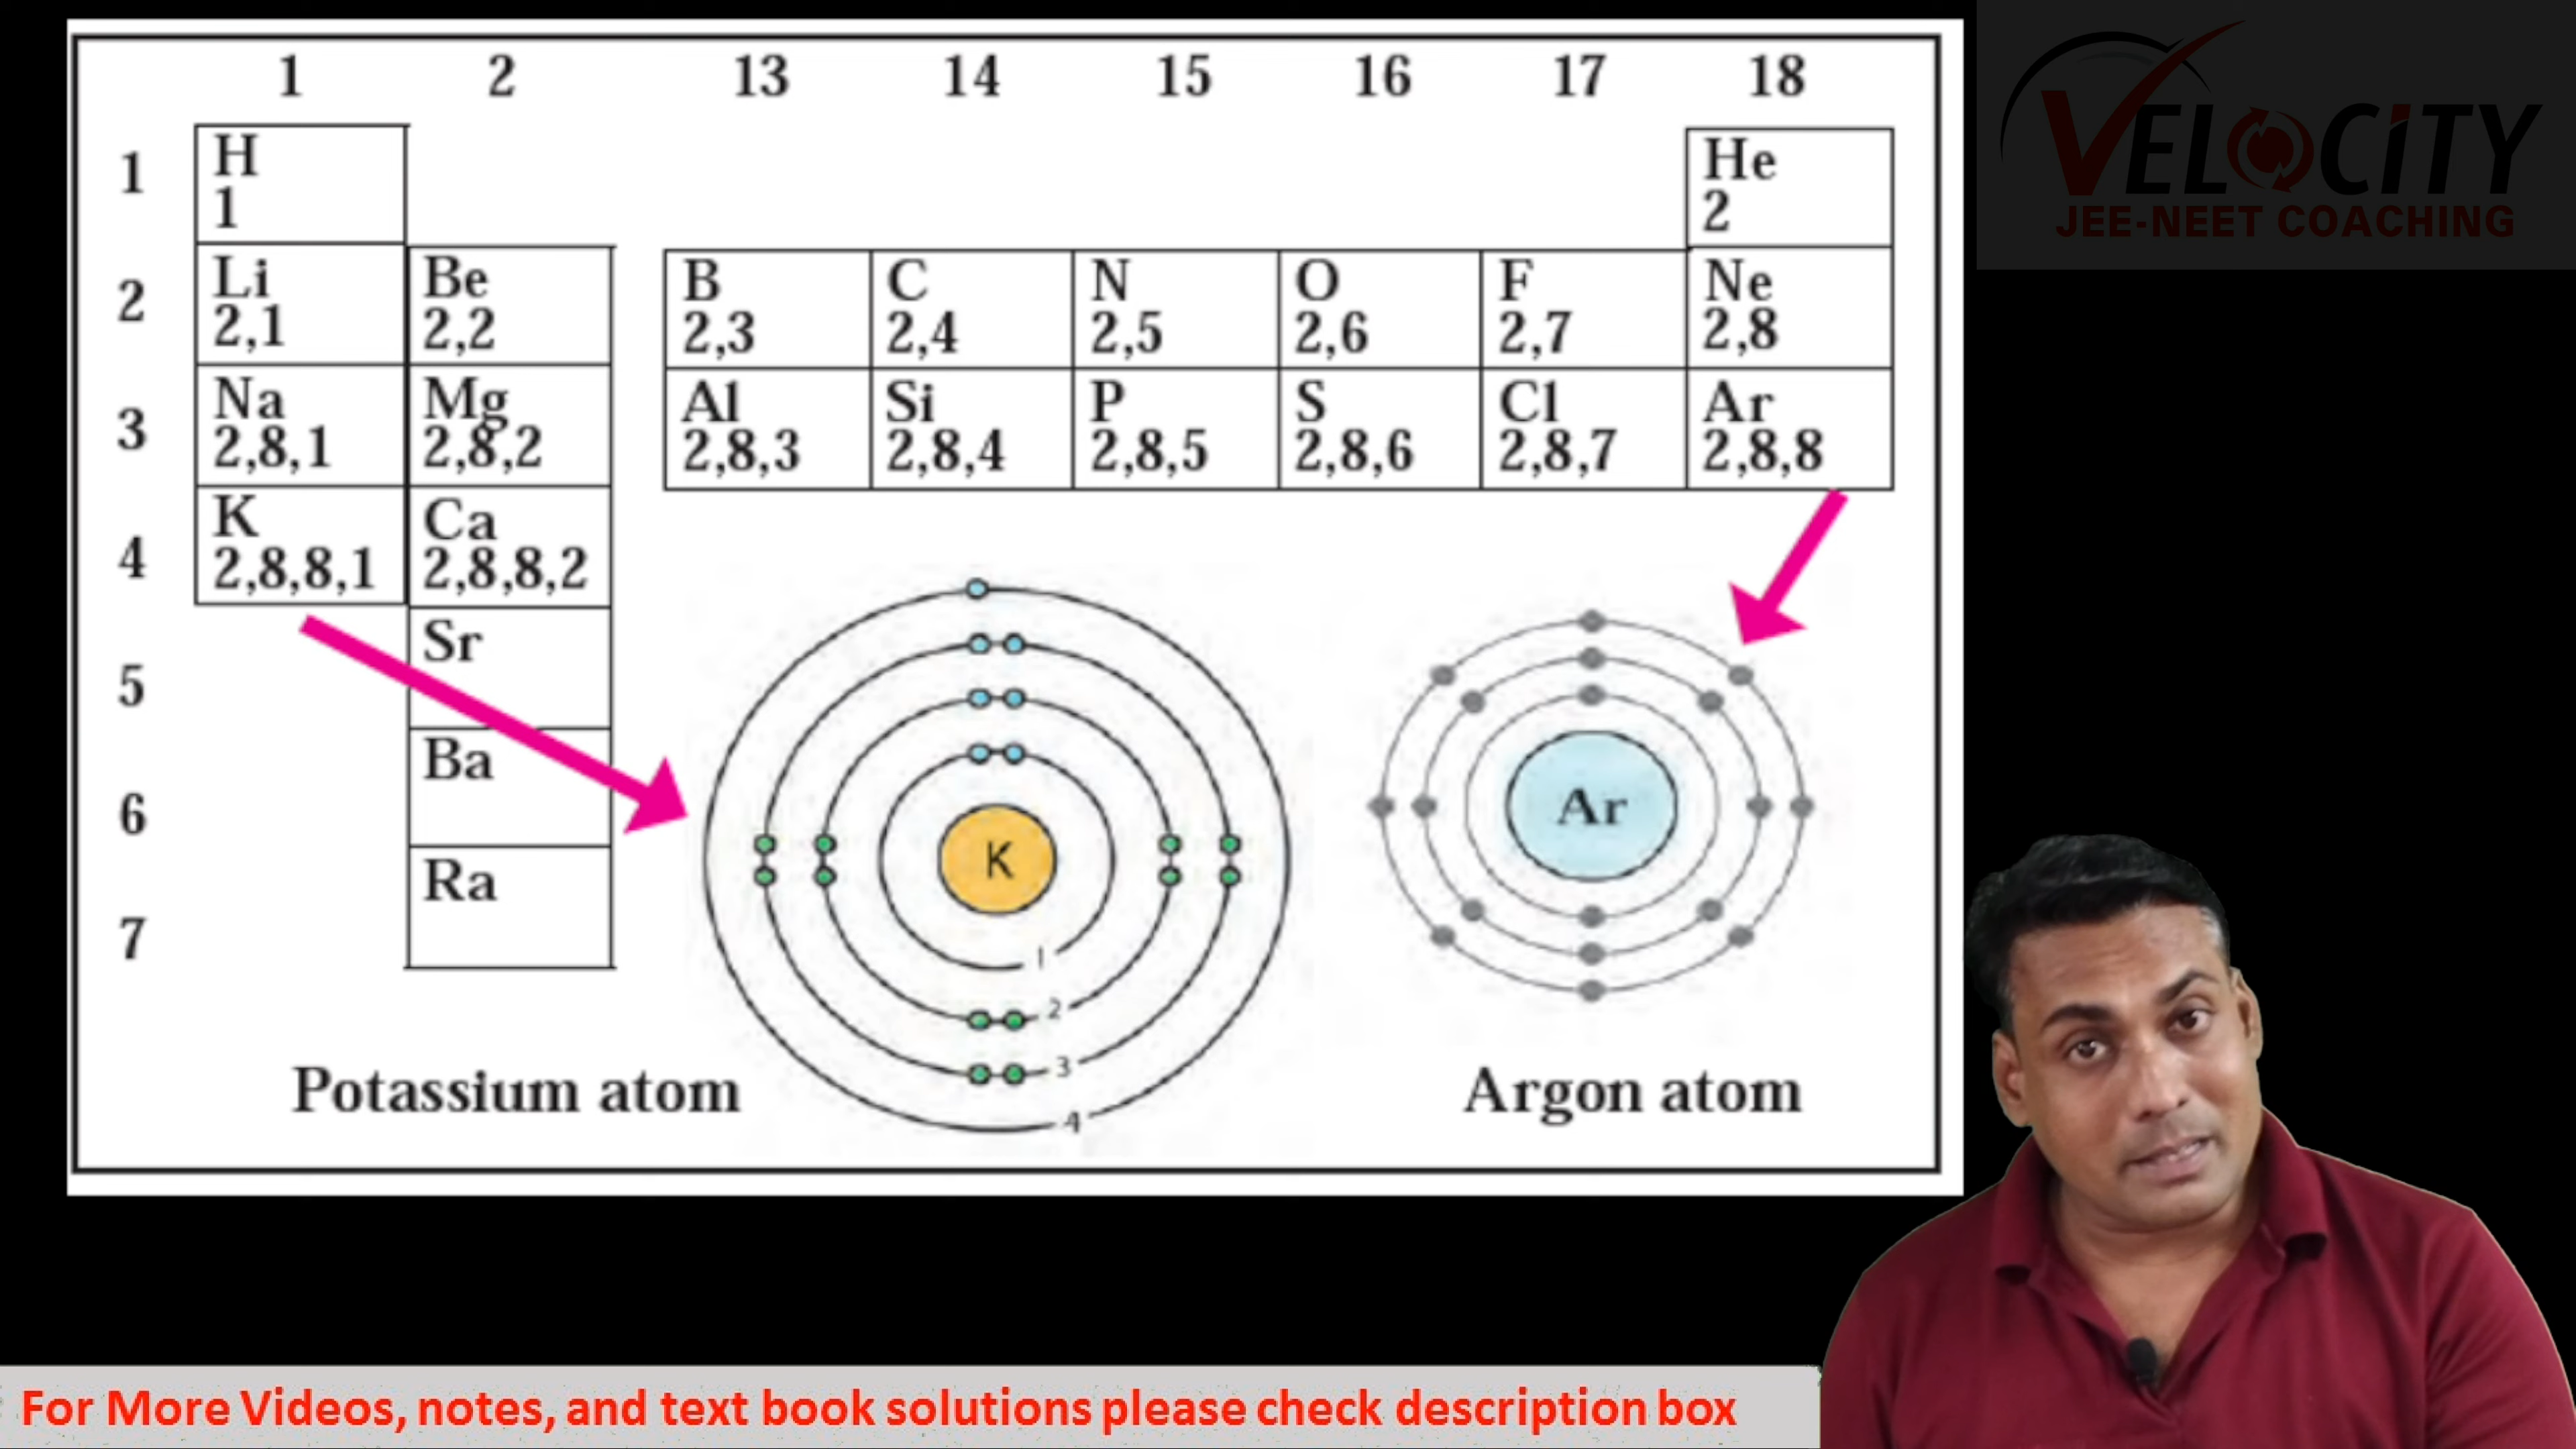 1 2 13 14 15 16 17 18
1
H
1
He
2
2
Li
2,1
Be
2,2
B
2,3
C
2,4
N
2,5
O
2,6
F
2,7
Ne
2,8
3
Na
2,8,1
Mg
2,8,2
Al
2,8,3
Si
2,8,4
P
2,8,5
S
2,8,6
Cl
2,8,7
Ar
2,8,8
4
K
2,8,8,1
Ca
2,8,8,2
5
Sr
6
Ba
7
Ra
K
1
2
3
4
Ar
Potassium atom
Argon atom
VELOCiTY
JEE-NEET COACHING
For More Videos, notes, and text book solutions please check description box